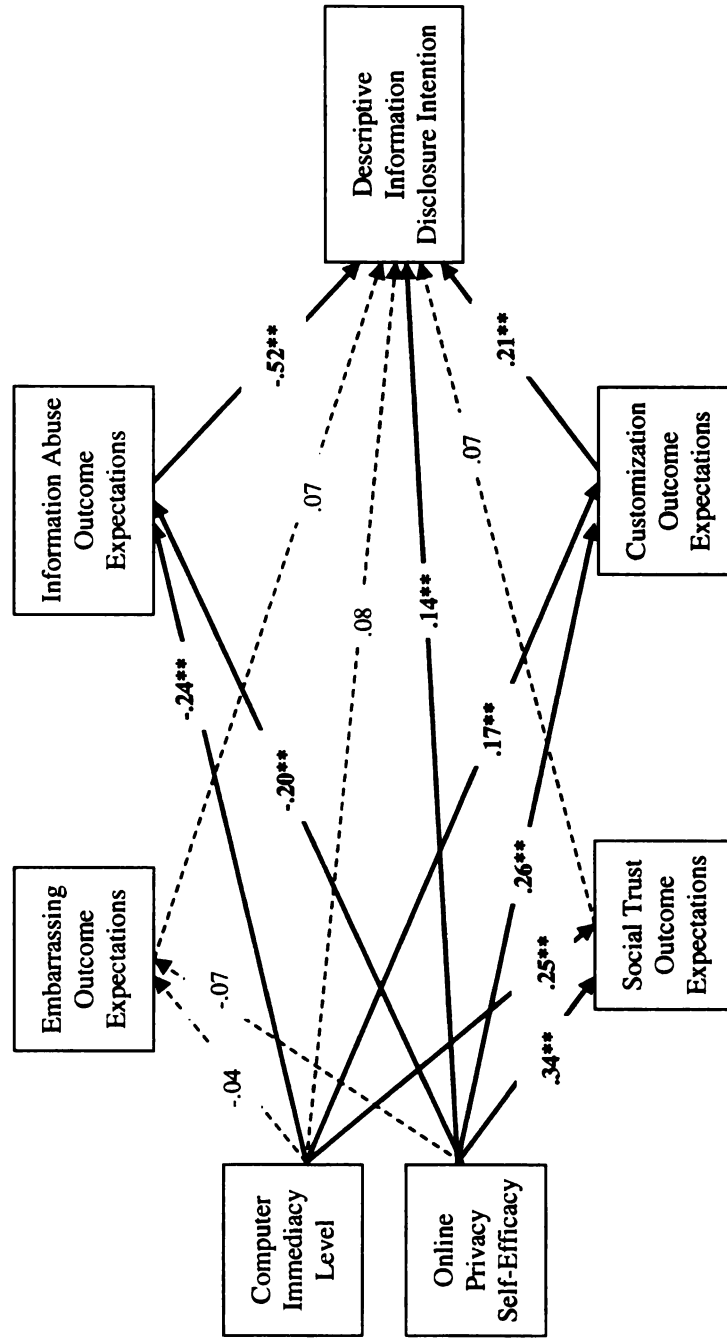 Embarrassing
Outcome
Expectations
Information Abuse
Outcome
Expectations
Computer
Immediacy
Level
Online
Privacy
Self-Efficacy
Descriptive
Information
Disclosure Intention
Social Trust
Outcome
Expectations
Customization
Outcome
Expectations
-.04
-.07
-.24**
-.20**
-.52**
.07
.08
.14**
.17**
.26**
.25**
.34**
.07
.21**